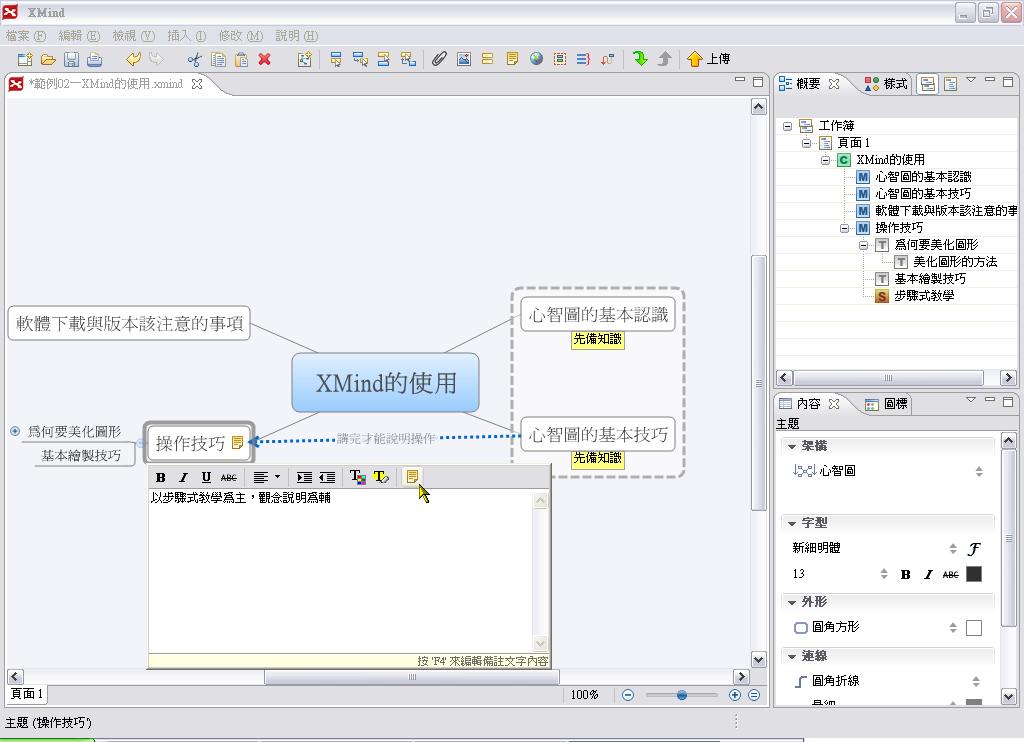 XMind
檔案(F) 編輯(E) 檢視(V) 插入(I) 修改(M) 說明(H)
上傳
*範例02—XMind的使用.xmind
軟體下載與版本該注意的事項
心智圖的基本認識
先備知識
XMind的使用
為何要美化圖形
基本繪製技巧
操作技巧
講完才能說明操作
心智圖的基本技巧
先備知識
B I U ABC
以步驟式教學為主，觀念說明為輔
按 'F4' 來編輯備註文字內容
頁面 1
100%
主題 ('操作技巧')
概要 樣式
工作簿
頁面 1
C XMind的使用
M 心智圖的基本認識
M 心智圖的基本技巧
M 軟體下載與版本該注意的事
M 操作技巧
T 為何要美化圖形
T 美化圖形的方法
T 基本繪製技巧
S 步驟式教學
內容 圖標
主題
架構
心智圖
字型
新細明體
13 B I ABC
外形
圓角方形
連線
圓角折線